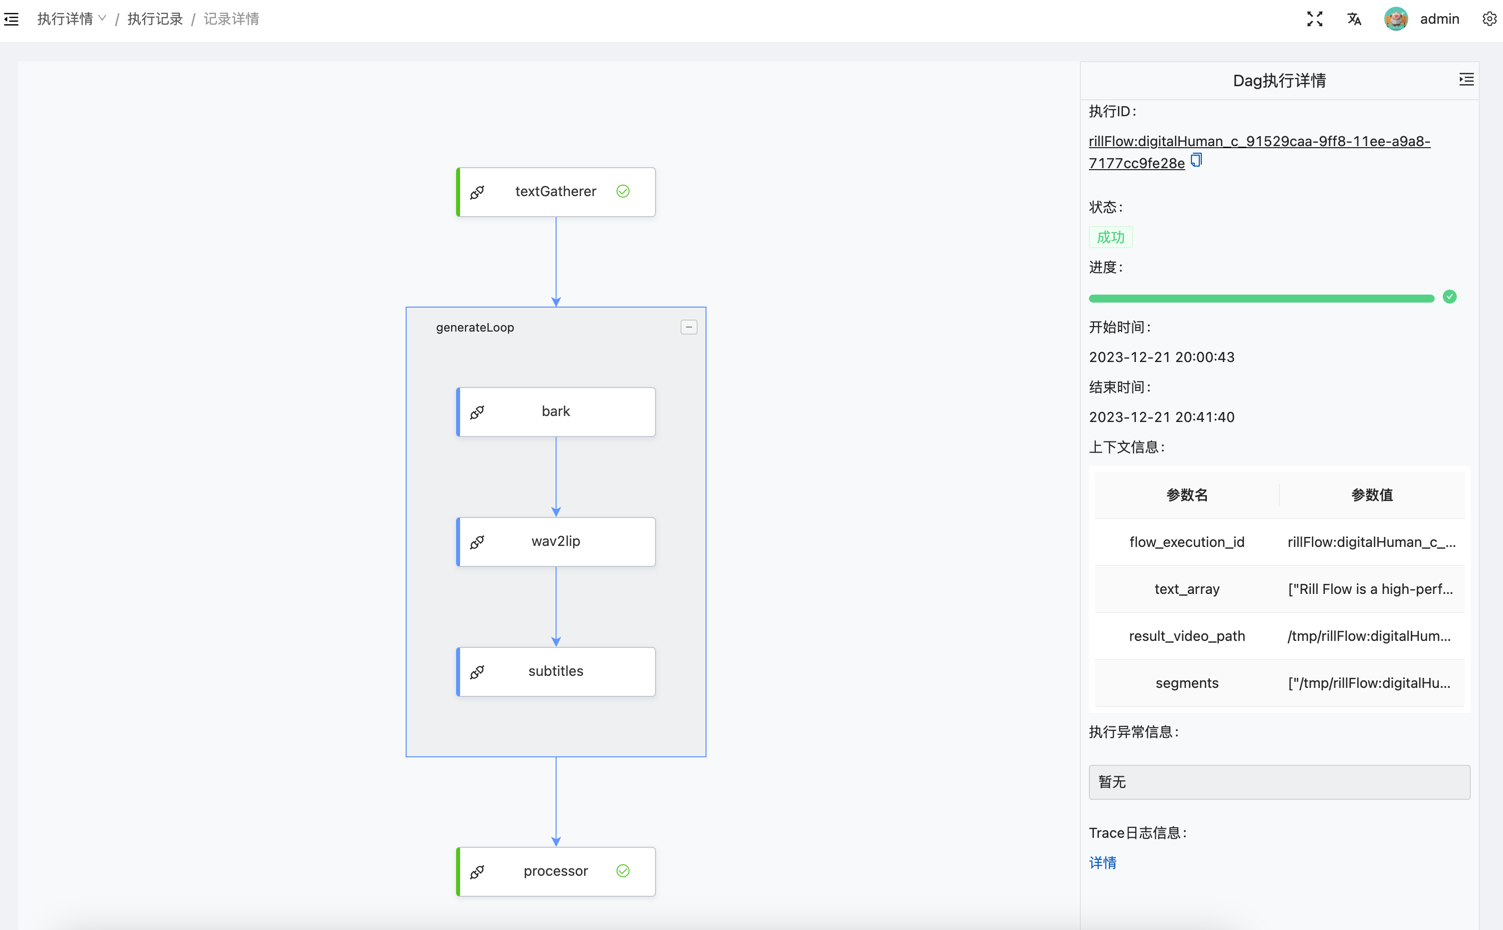 执行详情 / 执行记录 / 记录详情
admin
textGatherer
generateLoop
bark
wav2lip
subtitles
processor
Dag执行详情
执行ID：
rillFlow:digitalHuman_c_91529caa-9ff8-11ee-a9a8-
7177cc9fe28e
状态：
成功
进度：
开始时间：
2023-12-21 20:00:43
结束时间：
2023-12-21 20:41:40
上下文信息：
参数名 参数值
flow_execution_id rillFlow:digitalHuman_c_...
text_array ["Rill Flow is a high-perf...
result_video_path /tmp/rillFlow:digitalHum...
segments ["/tmp/rillFlow:digitalHu...
执行异常信息：
暂无
Trace日志信息：
详情